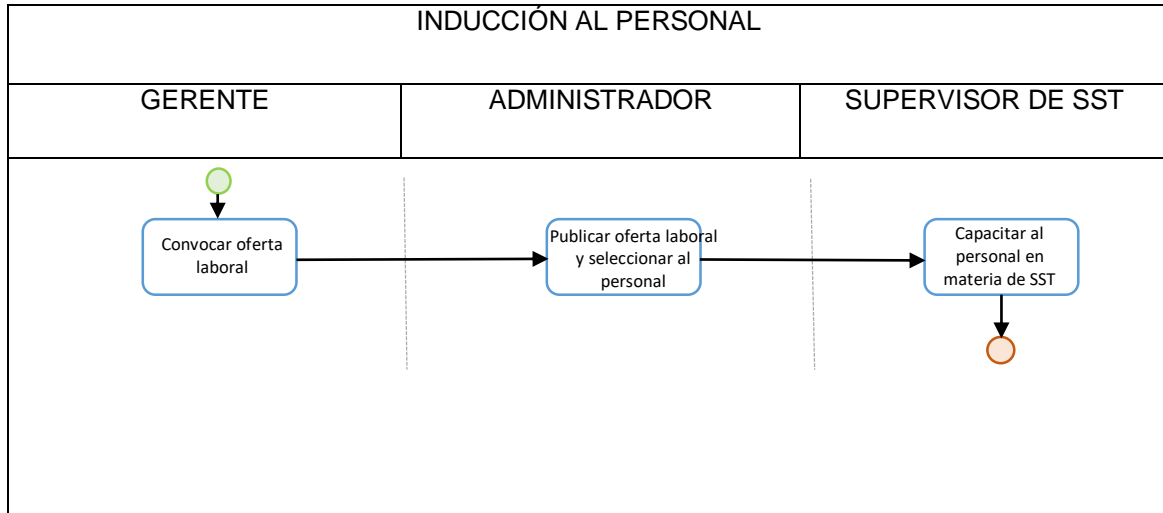 INDUCCIÓN AL PERSONAL
GERENTE
ADMINISTRADOR
SUPERVISOR DE SST
Convocar oferta
laboral
Publicar oferta laboral
y seleccionar al
personal
Capacitar al
personal en
materia de SST